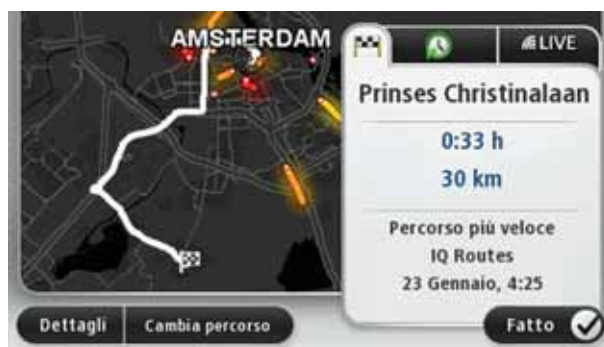 AMSTERDAM
LIVE
Prinses Christinalaan
0:33 h
30 km
Percorso più veloce
IQ Routes
23 Gennaio, 4:25
Dettagli
Cambia percorso
Fatto